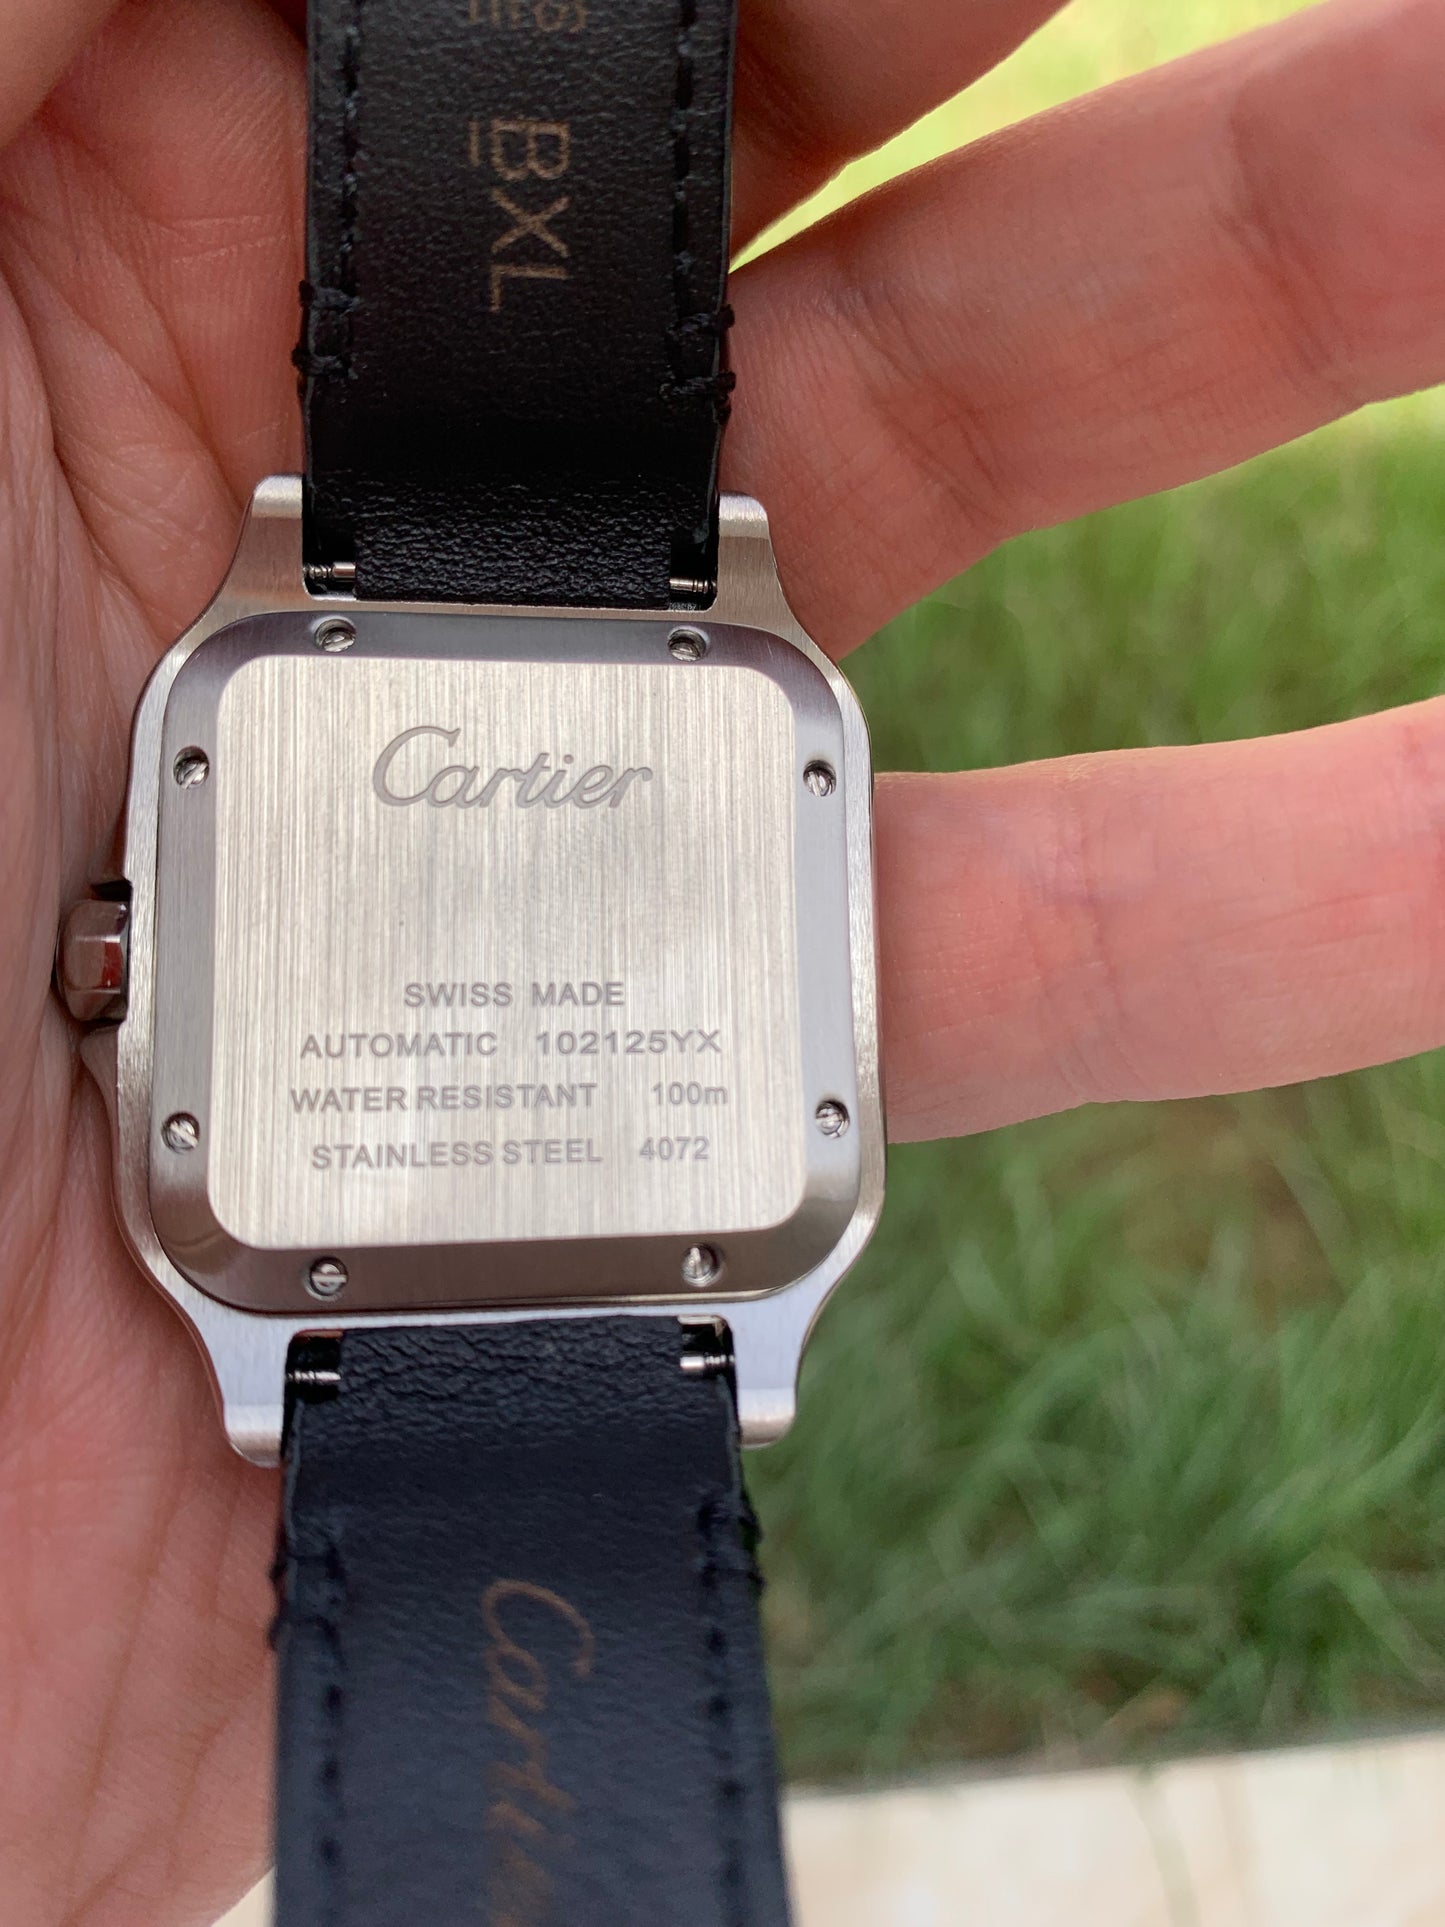 BXL
Cartier
SWISS MADE
AUTOMATIC 102125YX
WATER RESISTANT 100m
STAINLESS STEEL 4072
Cartier